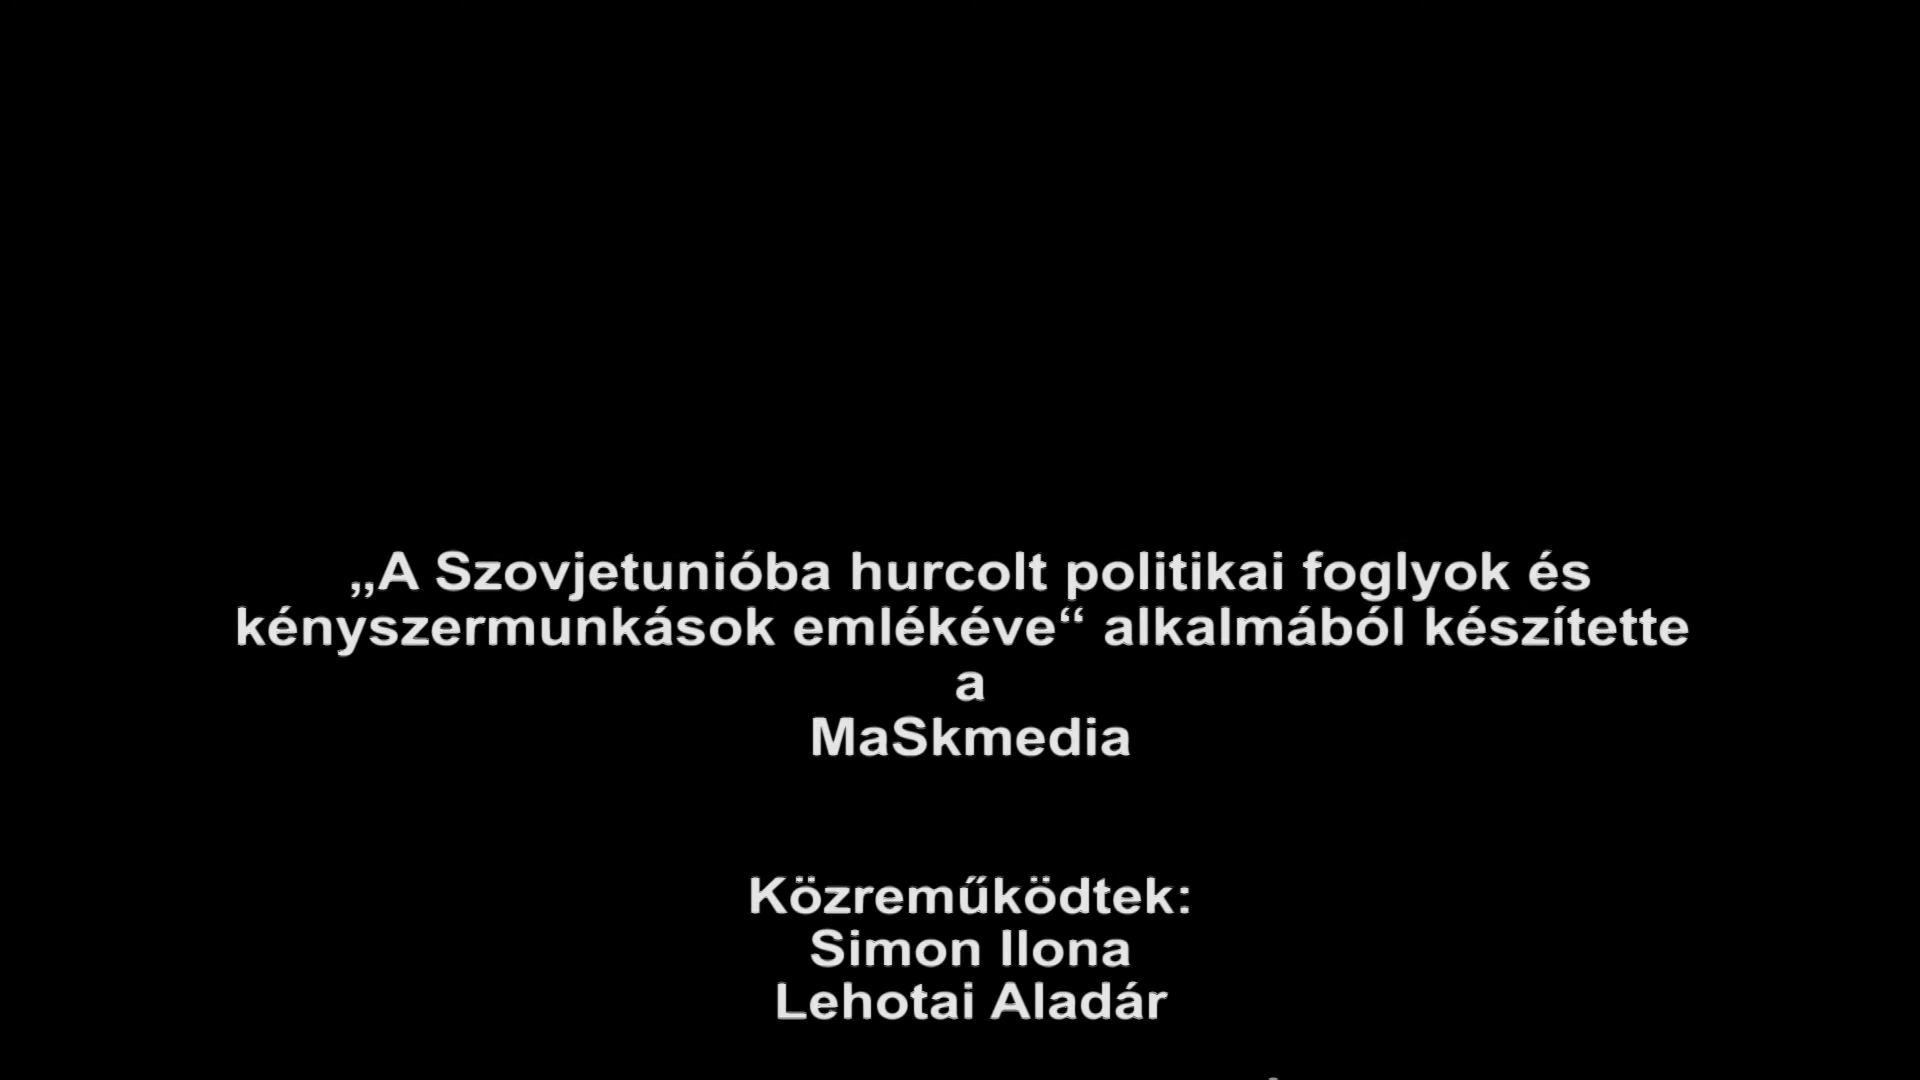 „A Szovjetunióba hurcolt politikai foglyok és
kényszermunkások emlékéve“ alkalmából készítette
a
MaSkmedia
Közreműködtek:
Simon Ilona
Lehotai Aladár